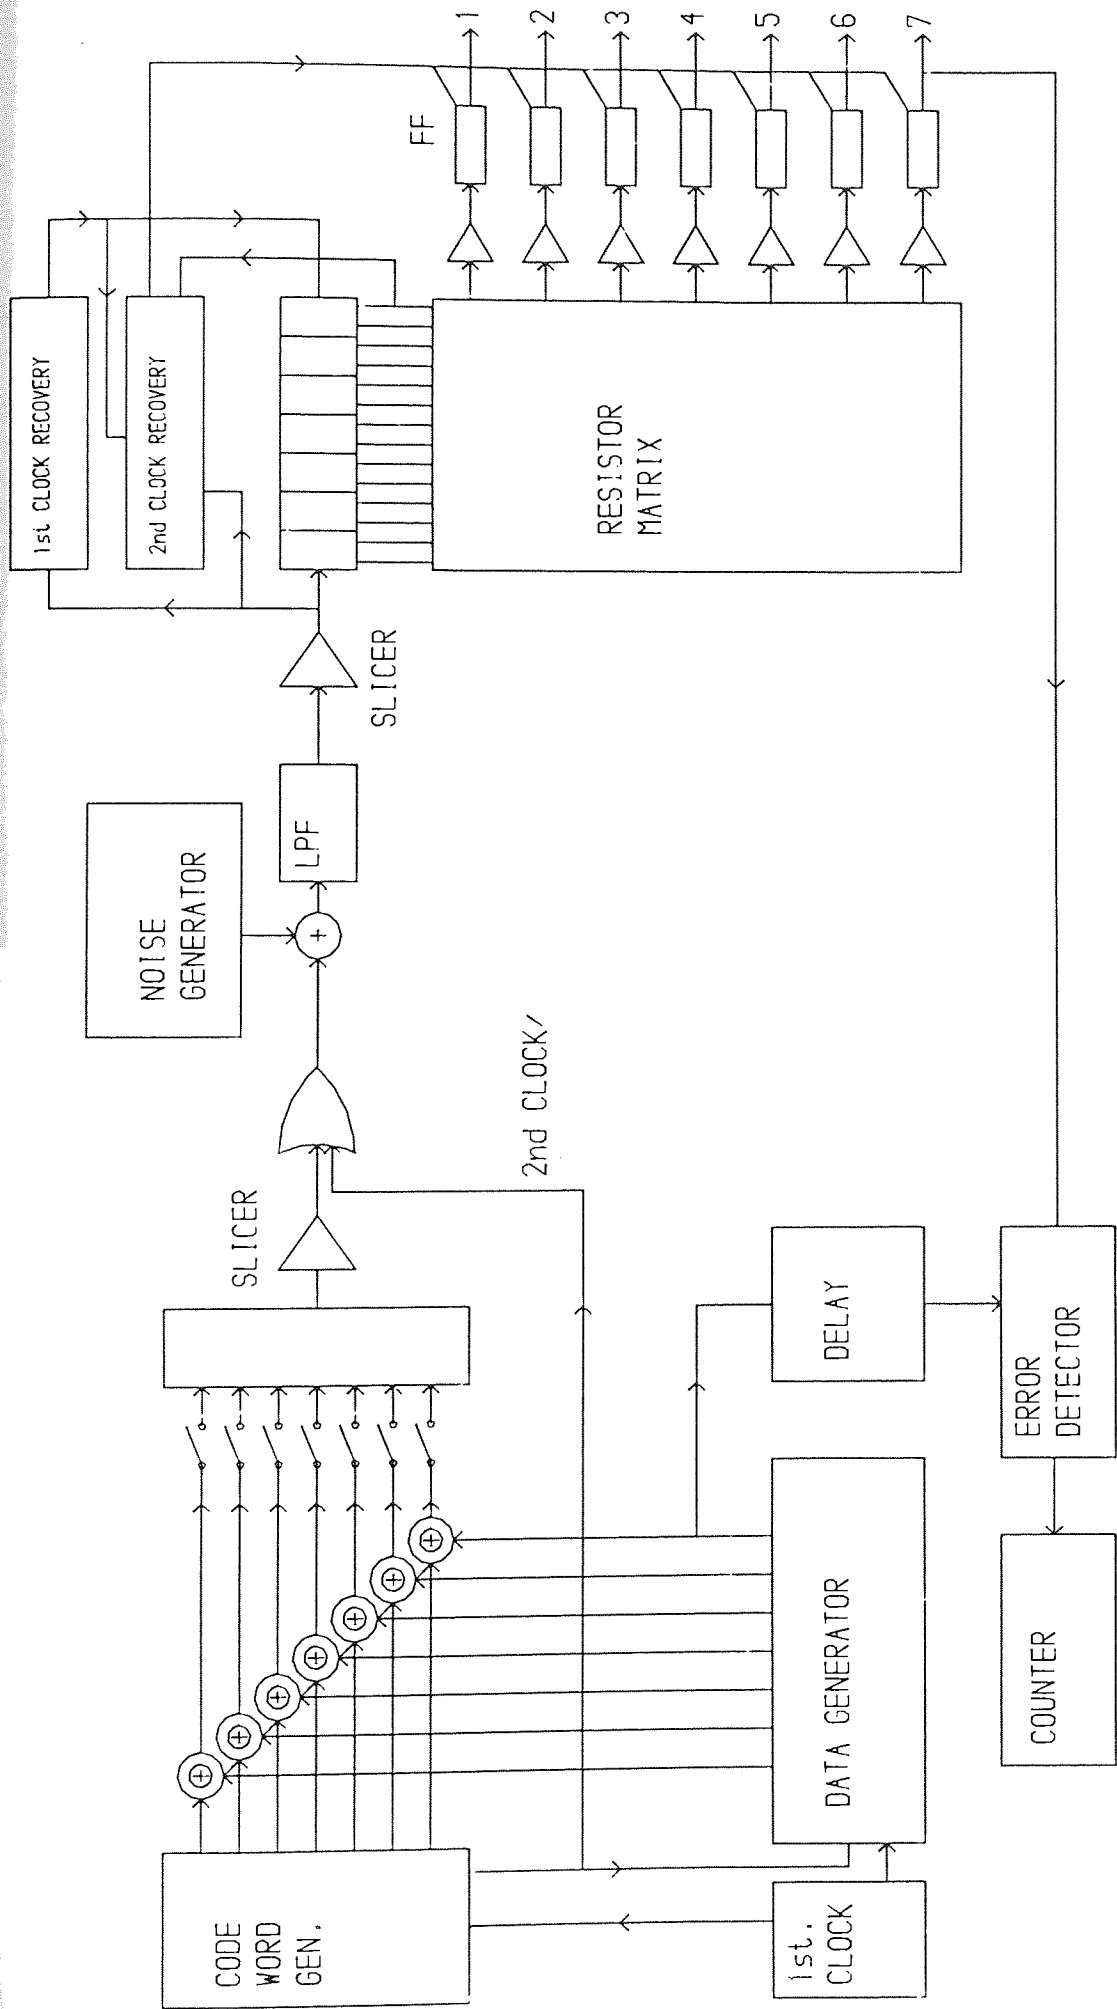 1st CLOCK RECOVERY
2nd CLOCK RECOVERY
FF
1
2
3
4
5
6
7
RESISTOR
MATRIX
SLICER
LPF
NOISE
GENERATOR
+
2nd CLOCK/
SLICER
+
+
+
+
+
+
+
CODE
WORD
GEN.
DATA GENERATOR
1st.
CLOCK
DELAY
ERROR
DETECTOR
COUNTER